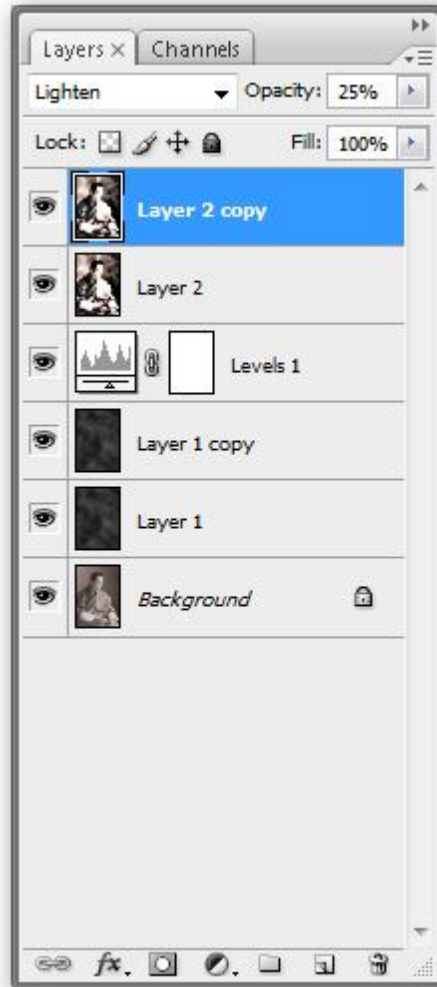 Layers × Channels
Lighten Opacity: 25%
Lock: Fill: 100%
Layer 2 copy
Layer 2
Levels 1
Layer 1 copy
Layer 1
Background
fx.